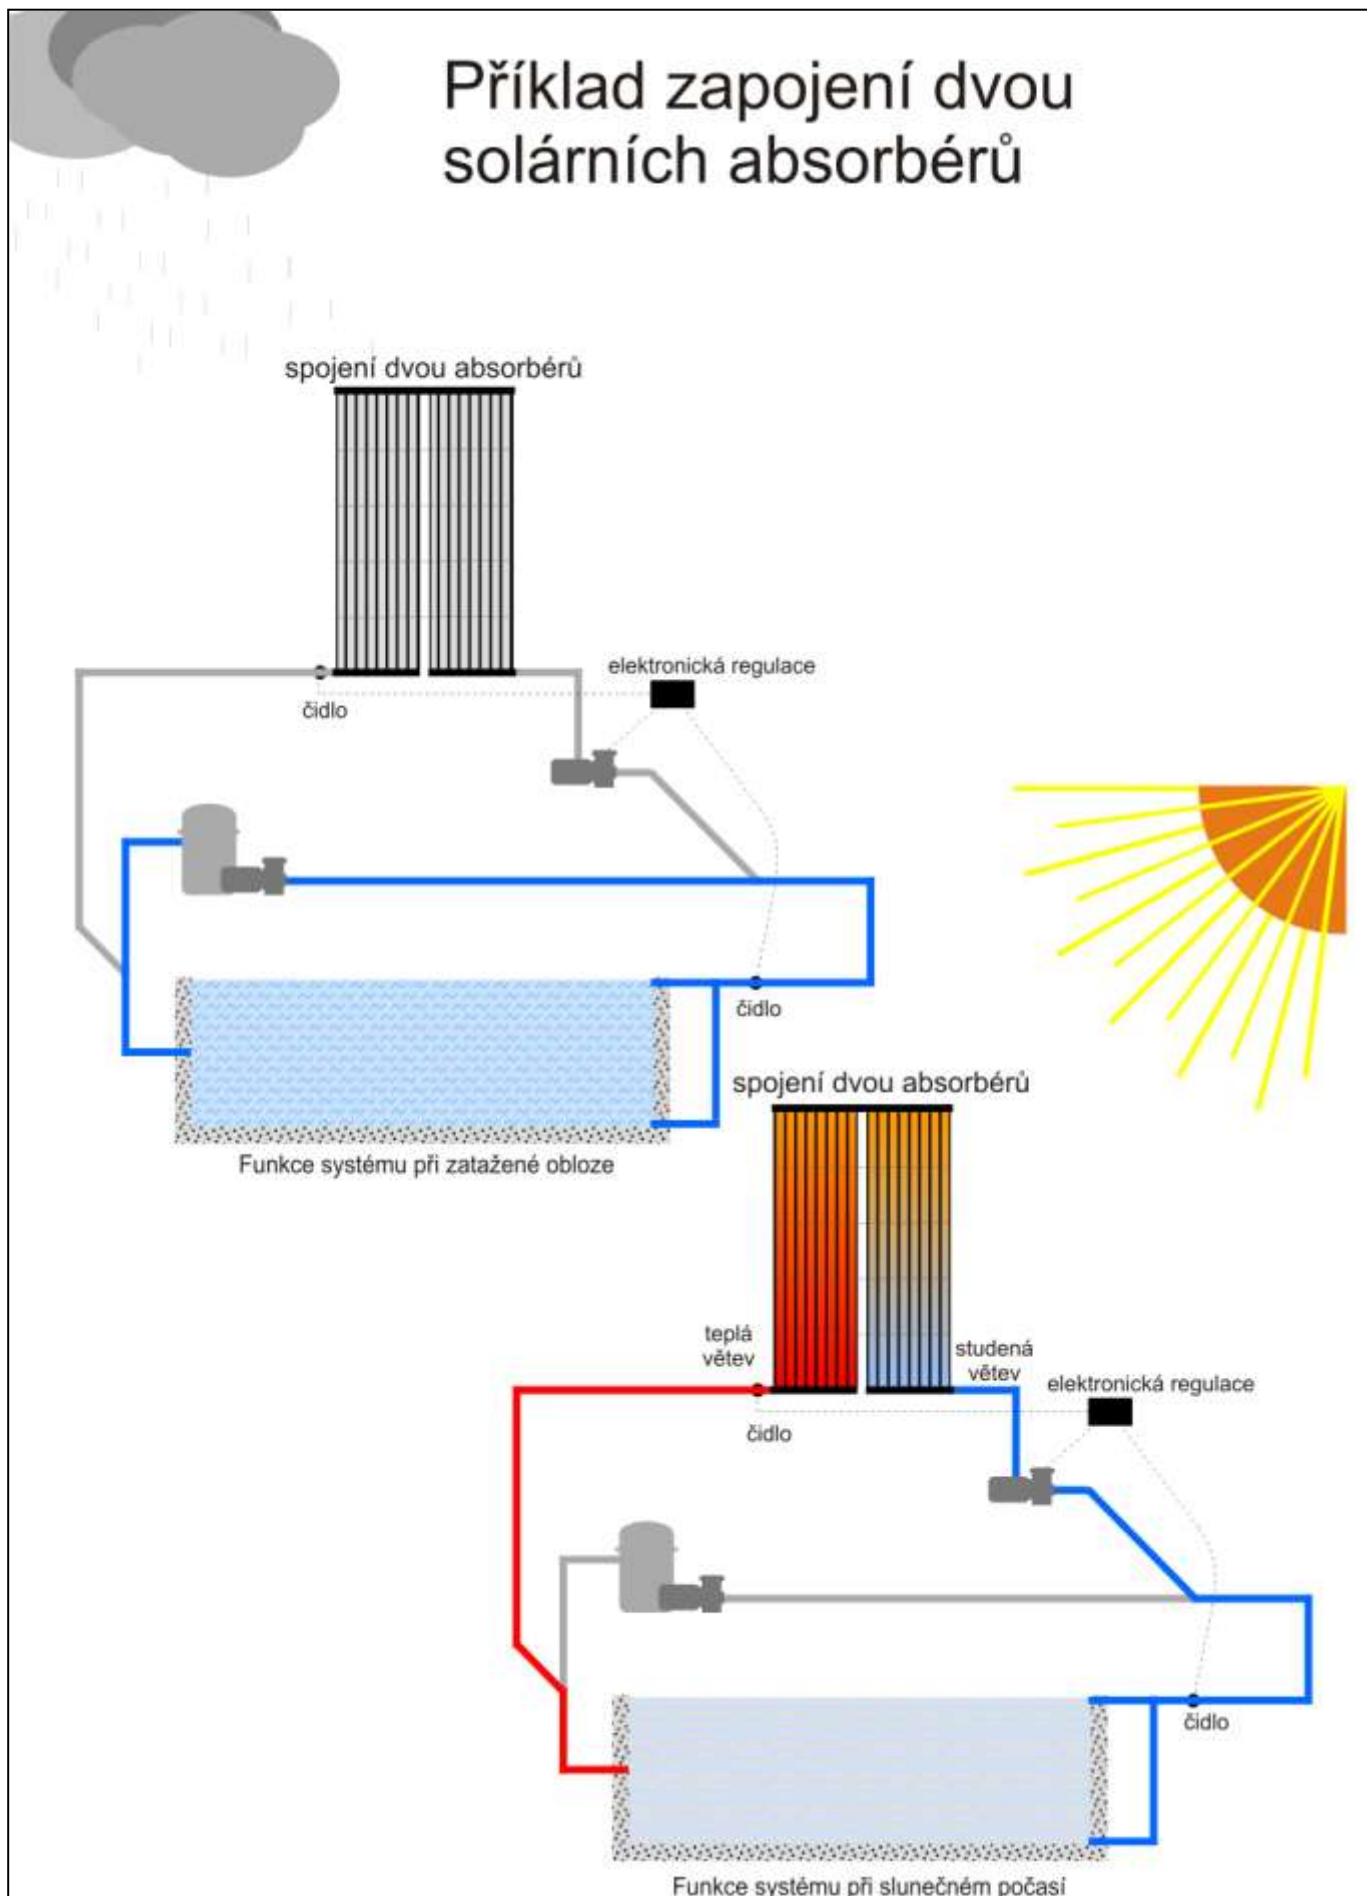 Příklad zapojení dvou
solárních absorbérů
spojení dvou absorbérů
elektronická regulace
čidlo
čidlo
Funkce systému při zatažené obloze
spojení dvou absorbérů
teplá
větev
studená
větev
elektronická regulace
čidlo
čidlo
Funkce systému při slunečném počasí